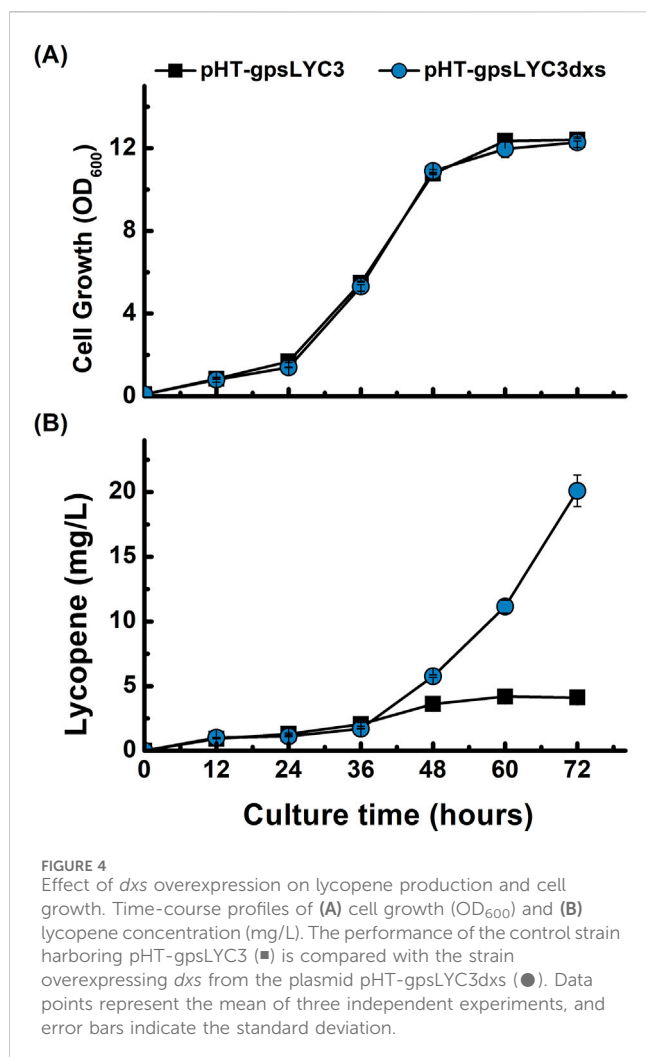 (A)
pHT-gpsLYC3 pHT-gpsLYC3dxs
Cell Growth (OD600)
12
8
4
0
(B)
Lycopene (mg/L)
20
15
10
5
0
0 12 24 36 48 60 72
Culture time (hours)
FIGURE 4
Effect of dxs overexpression on lycopene production and cell
growth. Time-course profiles of (A) cell growth (OD600) and (B)
lycopene concentration (mg/L). The performance of the control strain
harboring pHT-gpsLYC3 (■) is compared with the strain
overexpressing dxs from the plasmid pHT-gpsLYC3dxs (●). Data
points represent the mean of three independent experiments, and
error bars indicate the standard deviation.